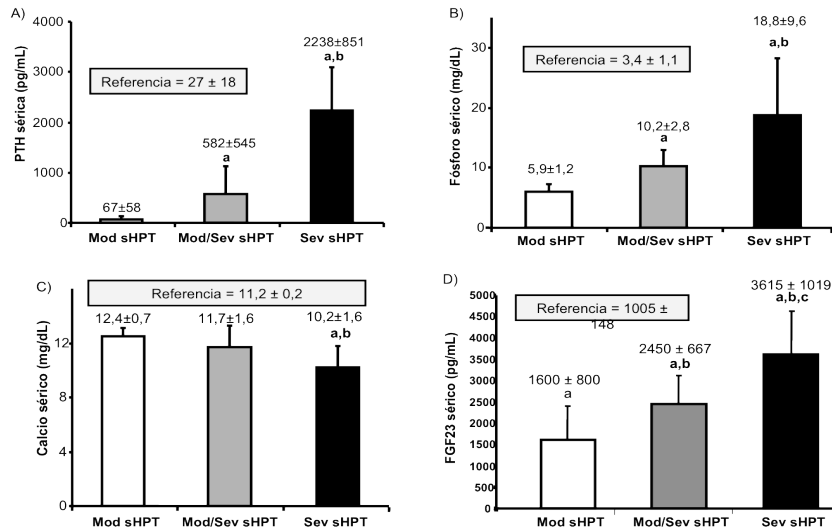 A)
PTH sérica (pg/mL)
4000
3000
2000
1000
0
Referencia = 27 ± 18
67±58
582±545
a
2238±851
a,b
Mod sHPT
Mod/Sev sHPT
Sev sHPT
B)
Fósforo sérico (mg/dL)
30
20
10
0
Referencia = 3,4 ± 1,1
5,9±1,2
10,2±2,8
a
18,8±9,6
a,b
Mod sHPT
Mod/Sev sHPT
Sev sHPT
C)
Calcio sérico (mg/dL)
12
8
4
0
Referencia = 11,2 ± 0,2
12,4±0,7
11,7±1,6
10,2±1,6
a,b
Mod sHPT
Mod/Sev sHPT
Sev sHPT
D)
FGF23 sérico (pg/mL)
5000
4500
4000
3500
3000
2500
2000
1500
1000
500
0
Referencia = 1005 ±
148
1600 ± 800
a
2450 ± 667
a,b
3615 ± 1019
a,b,c
Mod sHPT
Mod/Sev sHPT
Sev sHPT